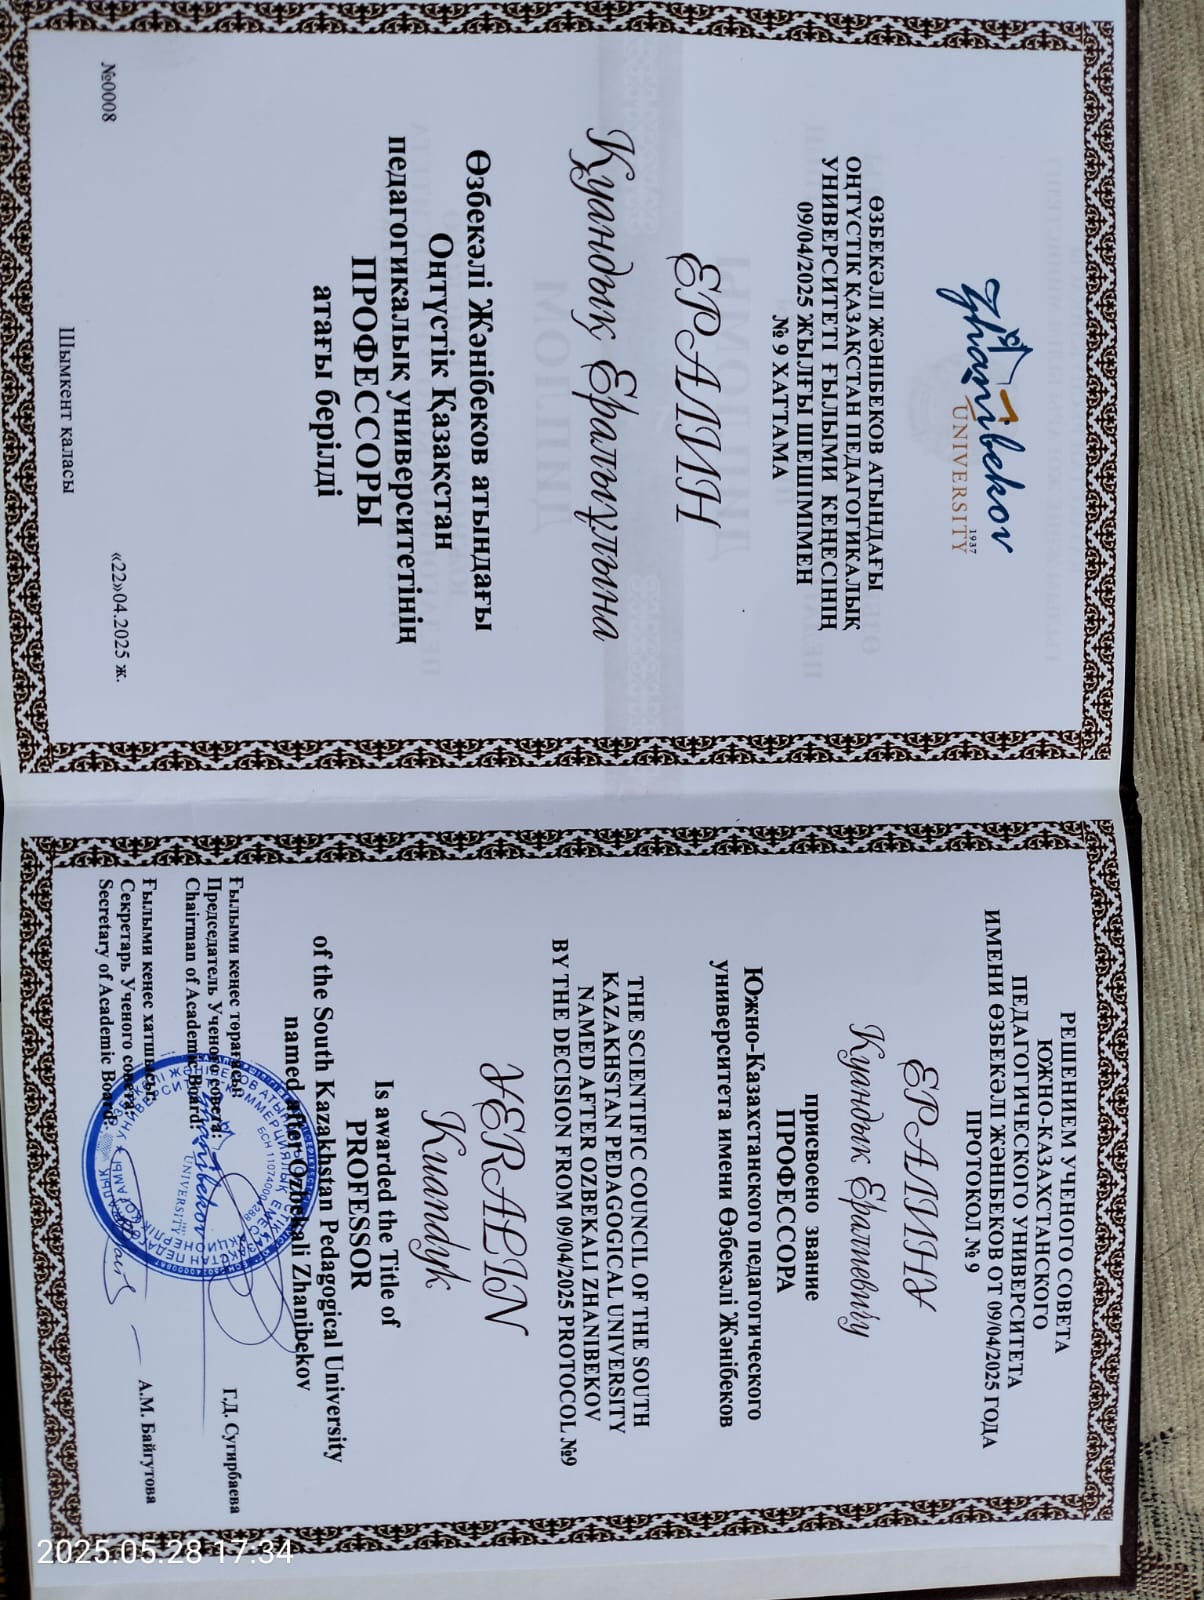 Zhanibekov
UNIVERSITY
1937
ӨЗБЕКӘЛІ ЖӘНІБЕКОВ АТЫНДАҒЫ
ОҢТҮСТІК ҚАЗАҚСТАН ПЕДАГОГИКАЛЫҚ
УНИВЕРСИТЕТІ ҒЫЛЫМИ КЕҢЕСІНІҢ
09/04/2025 ЖЫЛҒЫ ШЕШІМІМЕН
№ 9 ХАТТАМА
ЕРАЛИН
Қуандық Ералыұлына
Өзбекәлі Жәнібеков атындағы
Оңтүстік Қазақстан
педагогикалық университетінің
ПРОФЕССОРЫ
атағы берілді
«22»04.2025 ж.
№0008
Шымкент қаласы
РЕШЕНИЕМ УЧЕНОГО СОВЕТА
ЮЖНО-КАЗАХСТАНСКОГО
ПЕДАГОГИЧЕСКОГО УНИВЕРСИТЕТА
ИМЕНИ ӨЗБЕКӘЛІ ЖӘНІБЕКОВ ОТ 09/04/2025 ГОДА
ПРОТОКОЛ № 9
ЕРАЛИНУ
Куандык Ералиевичу
присвоено звание
ПРОФЕССОРА
Южно-Казахстанского педагогического
университета имени Өзбекәлі Жәнібеков
THE SCIENTIFIC COUNCIL OF THE SOUTH
KAZAKHSTAN PEDAGOGICAL UNIVERSITY
NAMED AFTER OZBEKALI ZHANIBEKOV
BY THE DECISION FROM 09/04/2025 PROTOCOL №9
YERALIN
Kuandyk
Is awarded the Title of
PROFESSOR
of the South Kazakhstan Pedagogical University
named after Ozbekali Zhanibekov
Ғылыми кеңес төрағасы:
Председатель Ученого совета:
Chairman of Academic Board:
Г.Д. Сугирбаева
Ғылыми кеңес хатшысы:
Секретарь Ученого совета:
Secretary of Academic Board:
А.М. Байгутова
Zhanibekov
UNIVERSITY
2025.05.28 17:34